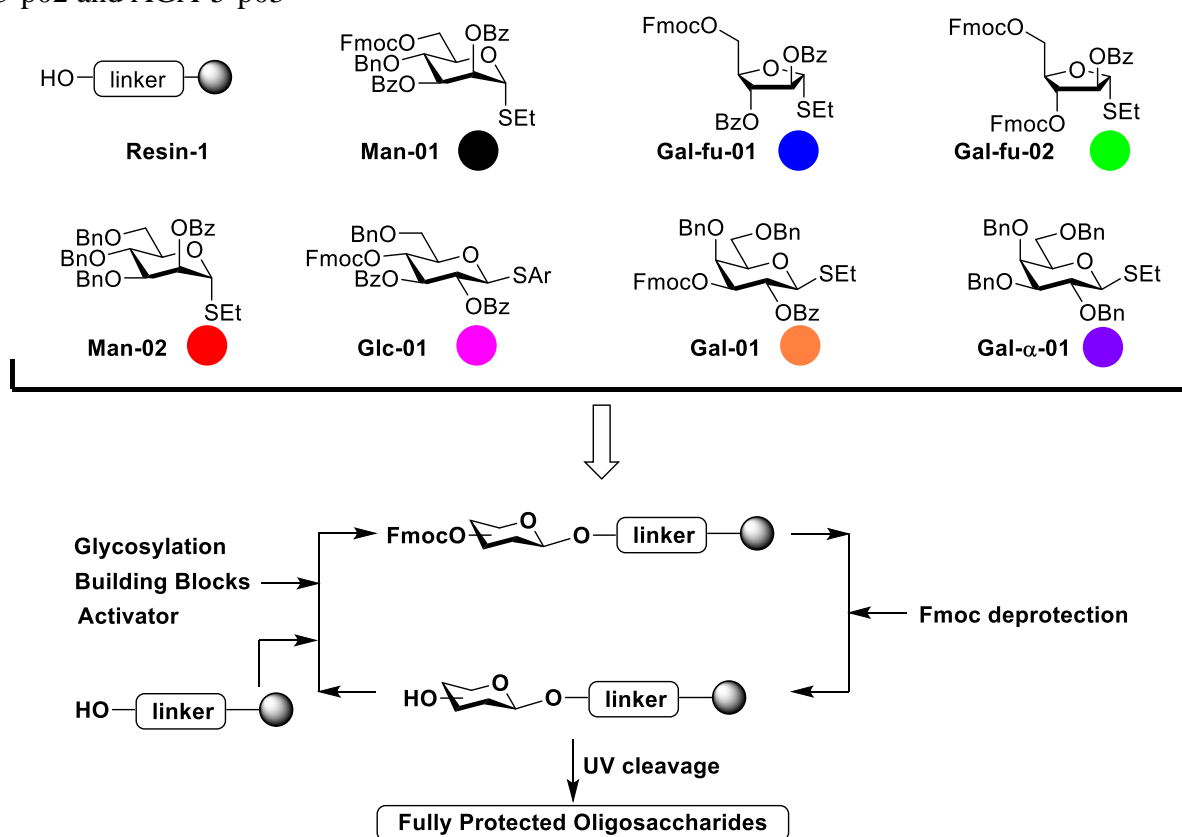 and
FmocO
OBz
BnO
O
BzO
SEt
FmocO
O
OBz
BzO
SEt
FmocO
O
OBz
FmocO
SEt
HO
linker
Resin-1
Man-01
Gal-fu-01
Gal-fu-02
BnO
OBz
BnO
O
BnO
SEt
BnO
FmocO
O
BzO
SAr
OBz
BnO
OBn
O
FmocO
SEt
OBz
BnO
OBn
O
BnO
SEt
OBn
Man-02
Glc-01
Gal-01
Gal-α-01
Glycosylation
Building Blocks
Activator
FmocO
O
O
linker
Fmoc deprotection
HO
linker
HO
O
O
linker
UV cleavage
Fully Protected Oligosaccharides